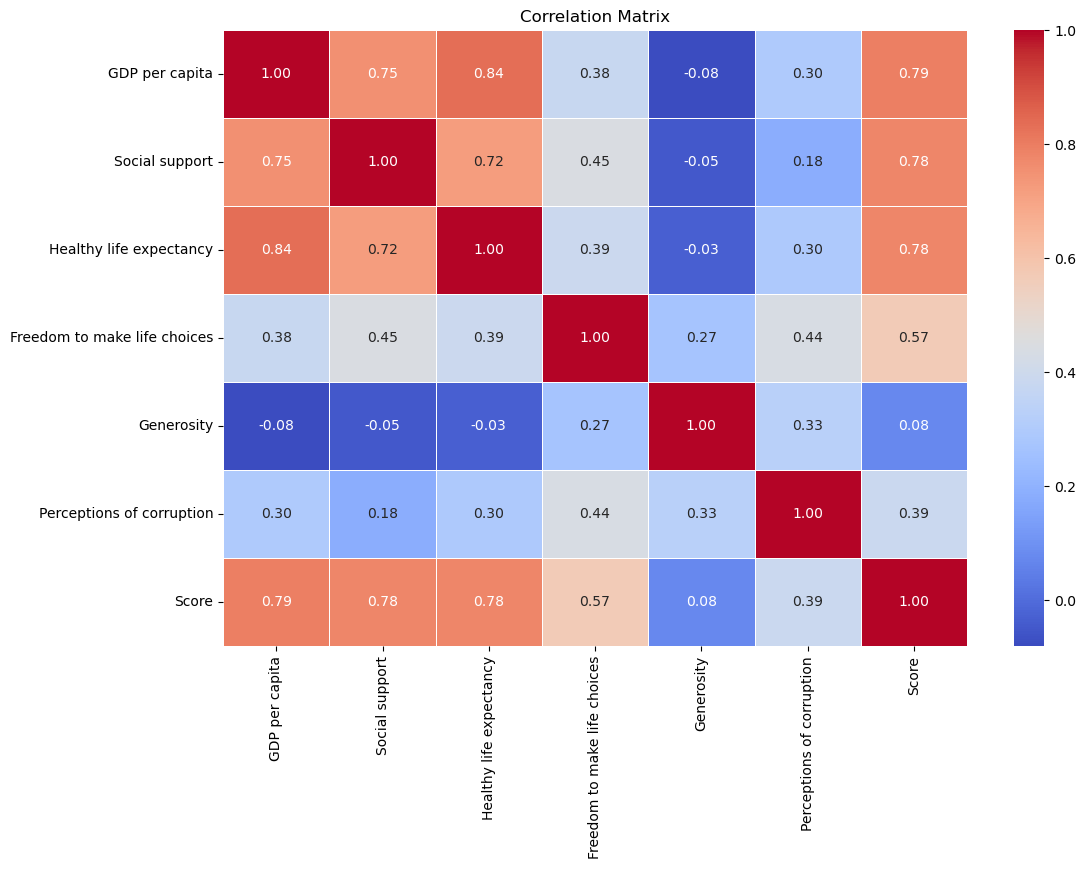 Correlation Matrix
GDP per capita 1.00 0.75 0.84 0.38 -0.08 0.30 0.79
Social support 0.75 1.00 0.72 0.45 -0.05 0.18 0.78
Healthy life expectancy 0.84 0.72 1.00 0.39 -0.03 0.30 0.78
Freedom to make life choices 0.38 0.45 0.39 1.00 0.27 0.44 0.57
Generosity -0.08 -0.05 -0.03 0.27 1.00 0.33 0.08
Perceptions of corruption 0.30 0.18 0.30 0.44 0.33 1.00 0.39
Score 0.79 0.78 0.78 0.57 0.08 0.39 1.00
GDP per capita
Social support
Healthy life expectancy
Freedom to make life choices
Generosity
Perceptions of corruption
Score
1.0
0.8
0.6
0.4
0.2
0.0